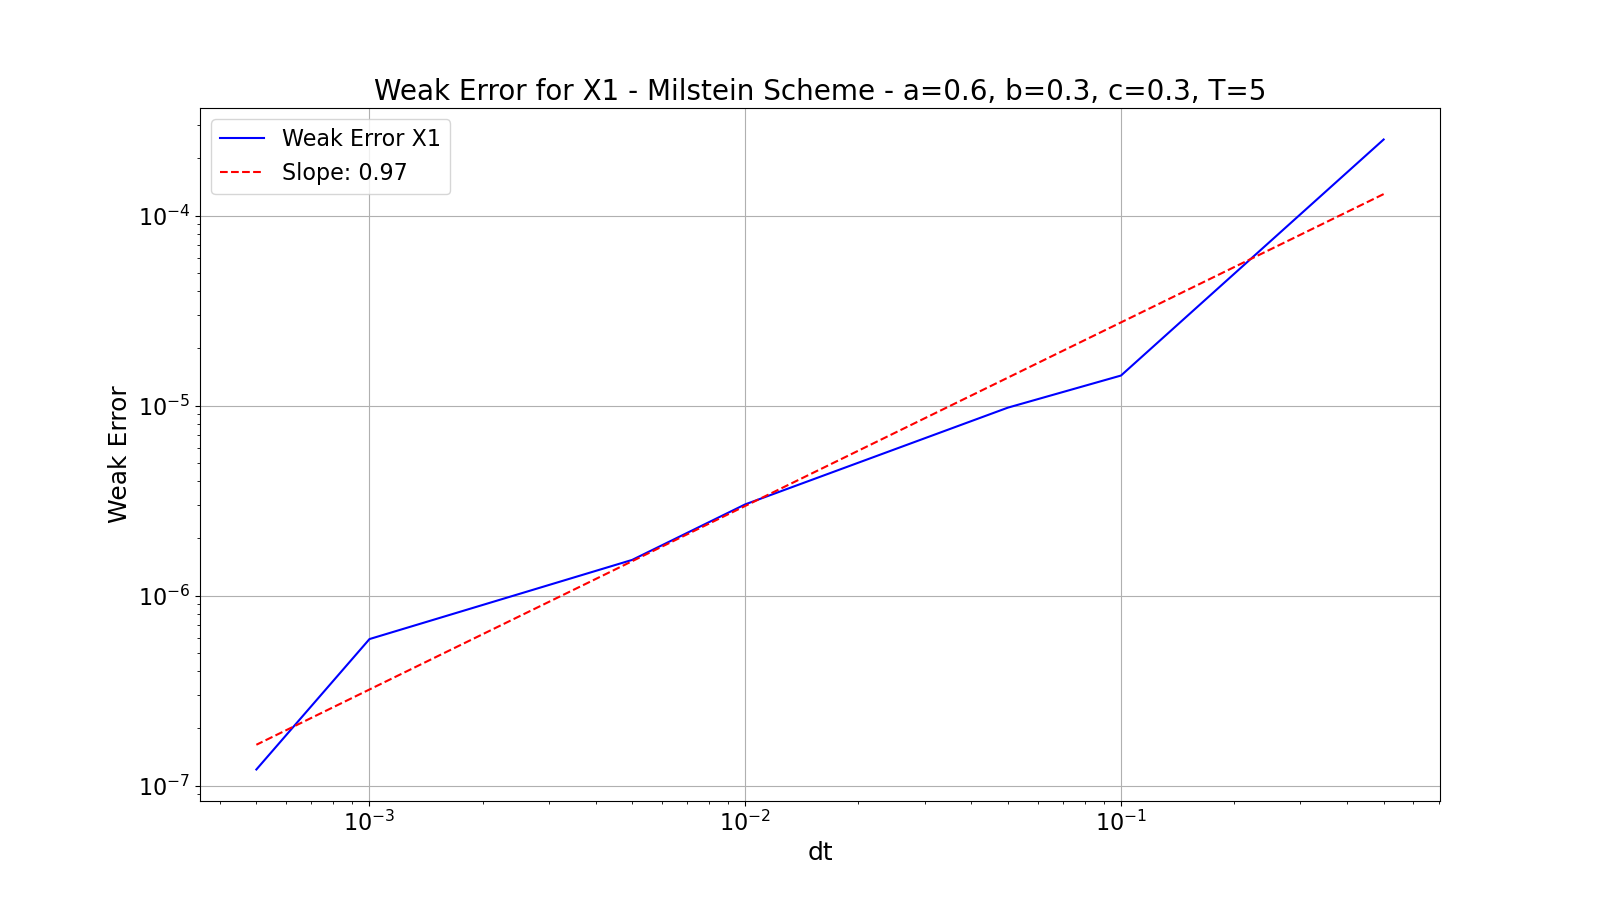 Weak Error for X1 - Milstein Scheme - a=0.6, b=0.3, c=0.3, T=5
Weak Error X1
Slope: 0.97
10⁻⁴
10⁻⁵
10⁻⁶
10⁻⁷
Weak Error
10⁻³ 10⁻² 10⁻¹
dt